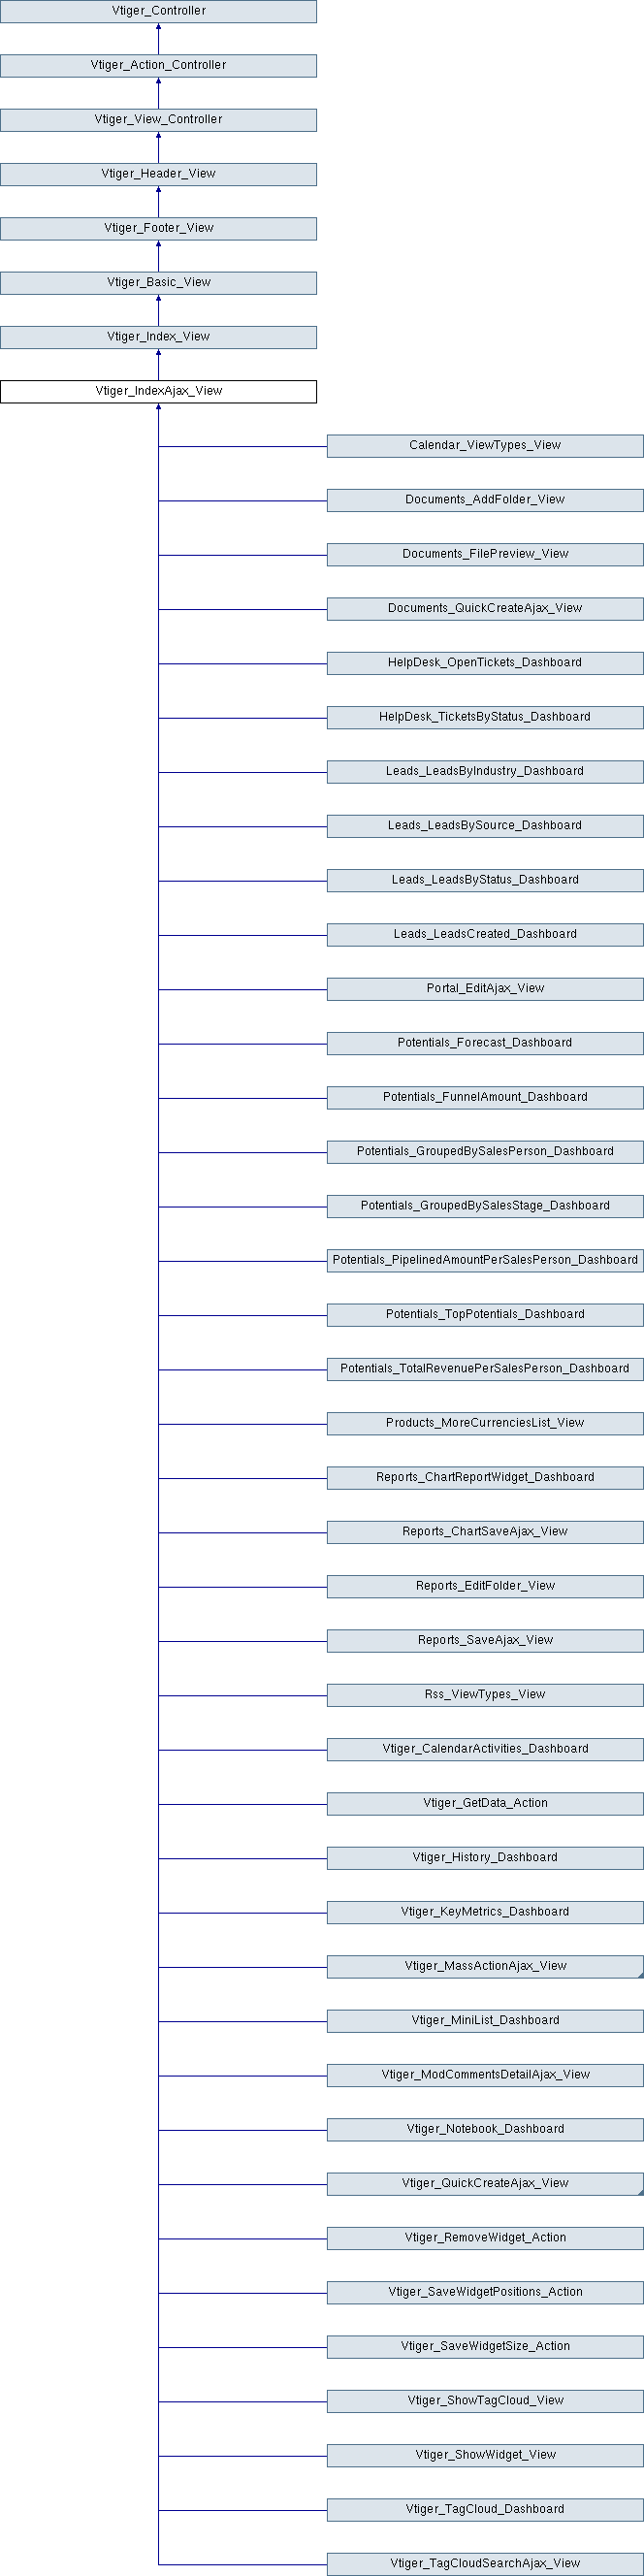 Vtiger_Controller
Vtiger_Action_Controller
Vtiger_View_Controller
Vtiger_Header_View
Vtiger_Footer_View
Vtiger_Basic_View
Vtiger_Index_View
Vtiger_IndexAjax_View
Calendar_ViewTypes_View
Documents_AddFolder_View
Documents_FilePreview_View
Documents_QuickCreateAjax_View
HelpDesk_OpenTickets_Dashboard
HelpDesk_TicketsByStatus_Dashboard
Leads_LeadsByIndustry_Dashboard
Leads_LeadsBySource_Dashboard
Leads_LeadsByStatus_Dashboard
Leads_LeadsCreated_Dashboard
Portal_EditAjax_View
Potentials_Forecast_Dashboard
Potentials_FunnelAmount_Dashboard
Potentials_GroupedBySalesPerson_Dashboard
Potentials_GroupedBySalesStage_Dashboard
Potentials_PipelinedAmountPerSalesPerson_Dashboard
Potentials_TopPotentials_Dashboard
Potentials_TotalRevenuePerSalesPerson_Dashboard
Products_MoreCurrenciesList_View
Reports_ChartReportWidget_Dashboard
Reports_ChartSaveAjax_View
Reports_EditFolder_View
Reports_SaveAjax_View
Rss_ViewTypes_View
Vtiger_CalendarActivities_Dashboard
Vtiger_GetData_Action
Vtiger_History_Dashboard
Vtiger_KeyMetrics_Dashboard
Vtiger_MassActionAjax_View
Vtiger_MiniList_Dashboard
Vtiger_ModCommentsDetailAjax_View
Vtiger_Notebook_Dashboard
Vtiger_QuickCreateAjax_View
Vtiger_RemoveWidget_Action
Vtiger_SaveWidgetPositions_Action
Vtiger_SaveWidgetSize_Action
Vtiger_ShowTagCloud_View
Vtiger_ShowWidget_View
Vtiger_TagCloud_Dashboard
Vtiger_TagCloudSearchAjax_View